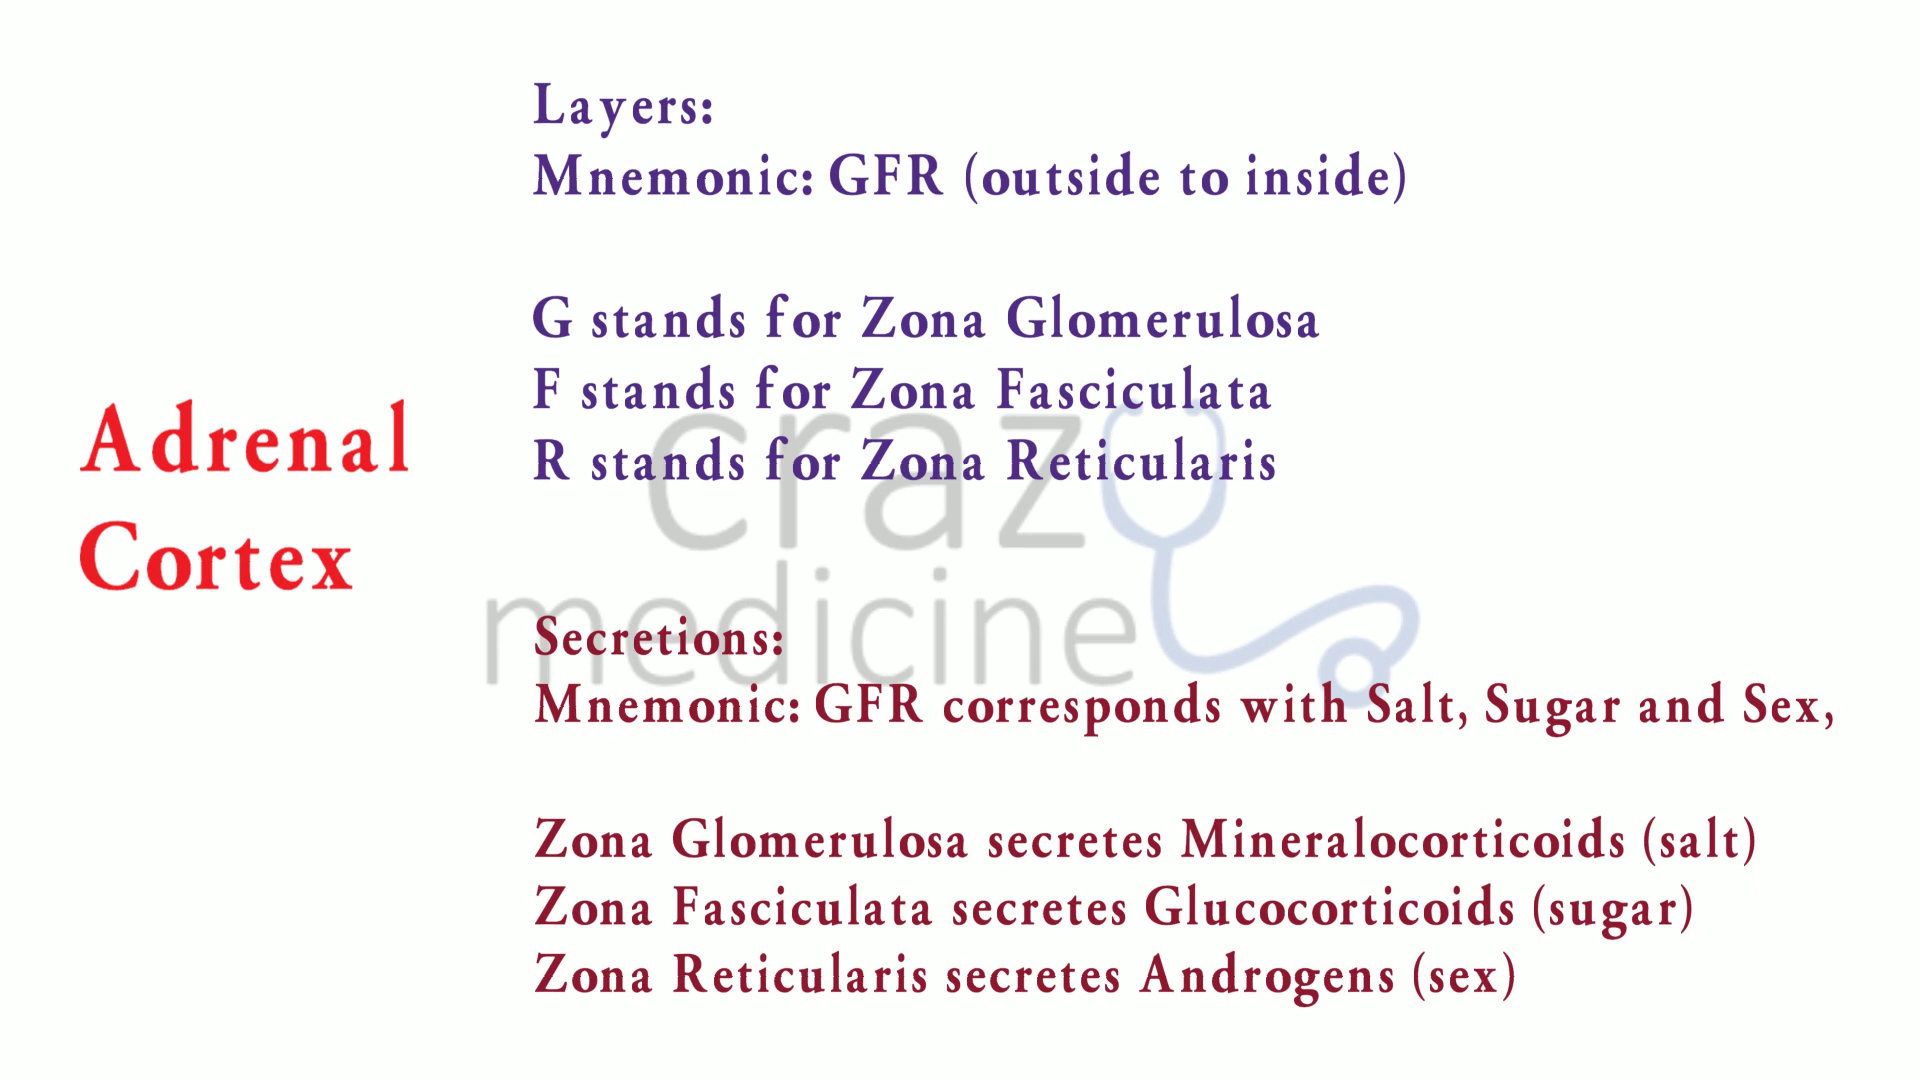 Adrenal
Cortex
Layers:
Mnemonic: GFR (outside to inside)
G stands for Zona Glomerulosa
F stands for Zona Fasciculata
R stands for Zona Reticularis
Secretions:
Mnemonic: GFR corresponds with Salt, Sugar and Sex,
Zona Glomerulosa secretes Mineralocorticoids (salt)
Zona Fasciculata secretes Glucocorticoids (sugar)
Zona Reticularis secretes Androgens (sex)
crazy
medicine